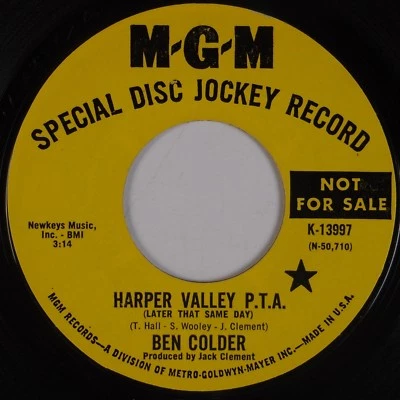 M-G-M
SPECIAL DISC JOCKEY RECORD
NOT
FOR SALE
Newkeys Music,
Inc. - BMI
3:14
K-13997
(N-50,710)
HARPER VALLEY P.T.A.
(LATER THAT SAME DAY)
(T. Hall - S. Wooley - J. Clement)
BEN COLDER
Produced by Jack Clement
MGM RECORDS—A DIVISION OF METRO-GOLDWYN-MAYER INC.—MADE IN U.S.A.